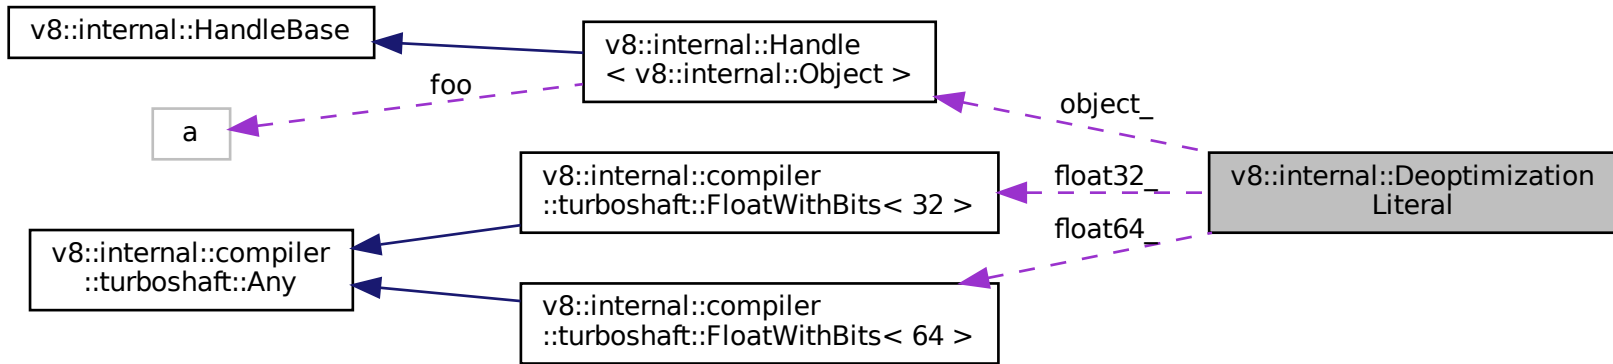 v8::internal::HandleBase
v8::internal::Handle
< v8::internal::Object >
foo
a
object_
v8::internal::compiler
::turboshaft::FloatWithBits< 32 >
float32_
v8::internal::Deoptimization
Literal
float64_
v8::internal::compiler
::turboshaft::Any
v8::internal::compiler
::turboshaft::FloatWithBits< 64 >